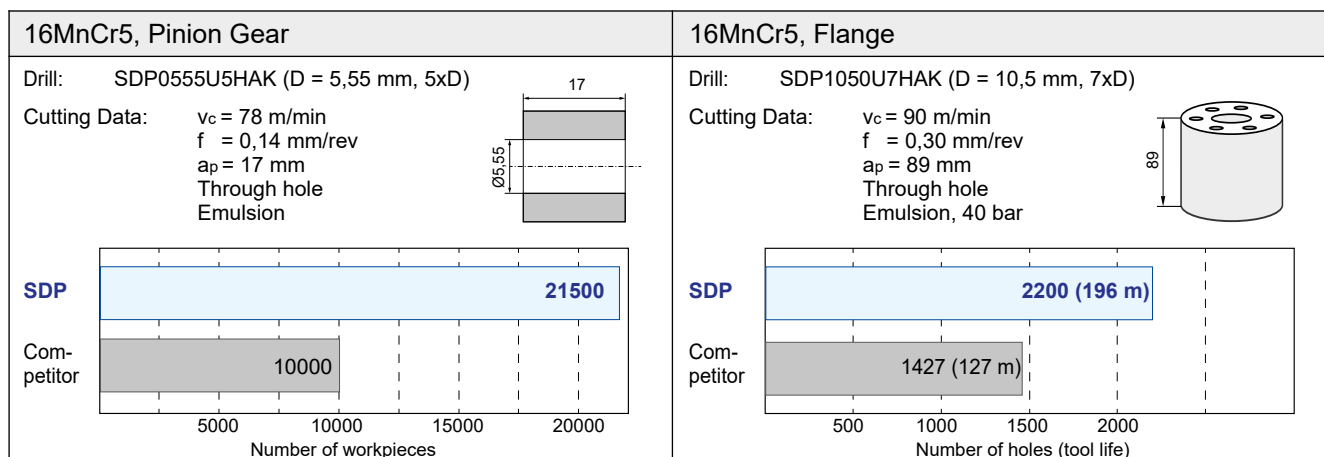 16MnCr5, Pinion Gear
Drill: SDP0555U5HAK (D = 5,55 mm, 5xD)
Cutting Data: vc = 78 m/min
f = 0,14 mm/rev
ap = 17 mm
Through hole
Emulsion
17
Ø5,55
SDP
21500
Com-
petitor
10000
5000 10000 15000 20000
Number of workpieces
16MnCr5, Flange
Drill: SDP1050U7HAK (D = 10,5 mm, 7xD)
Cutting Data: vc = 90 m/min
f = 0,30 mm/rev
ap = 89 mm
Through hole
Emulsion, 40 bar
89
SDP
2200 (196 m)
Com-
petitor
1427 (127 m)
500 1000 1500 2000
Number of holes (tool life)